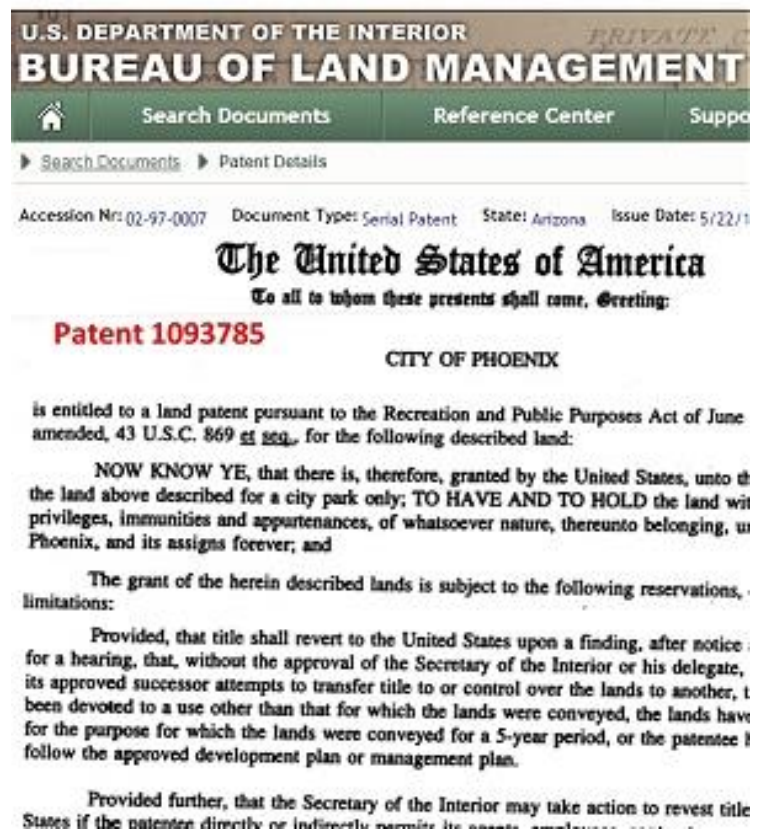 U.S. DEPARTMENT OF THE INTERIOR
PRIVATE
BUREAU OF LAND MANAGEMENT
Search Documents Reference Center Suppo
Search Documents Patent Details
Accession Nr: 02-97-0007 Document Type: Serial Patent State: Arizona Issue Date: 5/22/1
The United States of America
To all to whom these presents shall come, Greeting:
Patent 1093785
CITY OF PHOENIX
is entitled to a land patent pursuant to the Recreation and Public Purposes Act of June
amended, 43 U.S.C. 869 et seq., for the following described land:
NOW KNOW YE, that there is, therefore, granted by the United States, unto th
the land above described for a city park only; TO HAVE AND TO HOLD the land wit
privileges, immunities and appurtenances, of whatsoever nature, thereunto belonging, u
Phoenix, and its assigns forever; and
The grant of the herein described lands is subject to the following reservations,
limitations:
Provided, that title shall revert to the United States upon a finding, after notice
for a hearing, that, without the approval of the Secretary of the Interior or his delegate,
its approved successor attempts to transfer title to or control over the lands to another, t
been devoted to a use other than that for which the lands were conveyed, the lands have
for the purpose for which the lands were conveyed for a 5-year period, or the patentee
follow the approved development plan or management plan.
Provided further, that the Secretary of the Interior may take action to revest title
States if the patentee directly or indirectly permits its agents, employees,